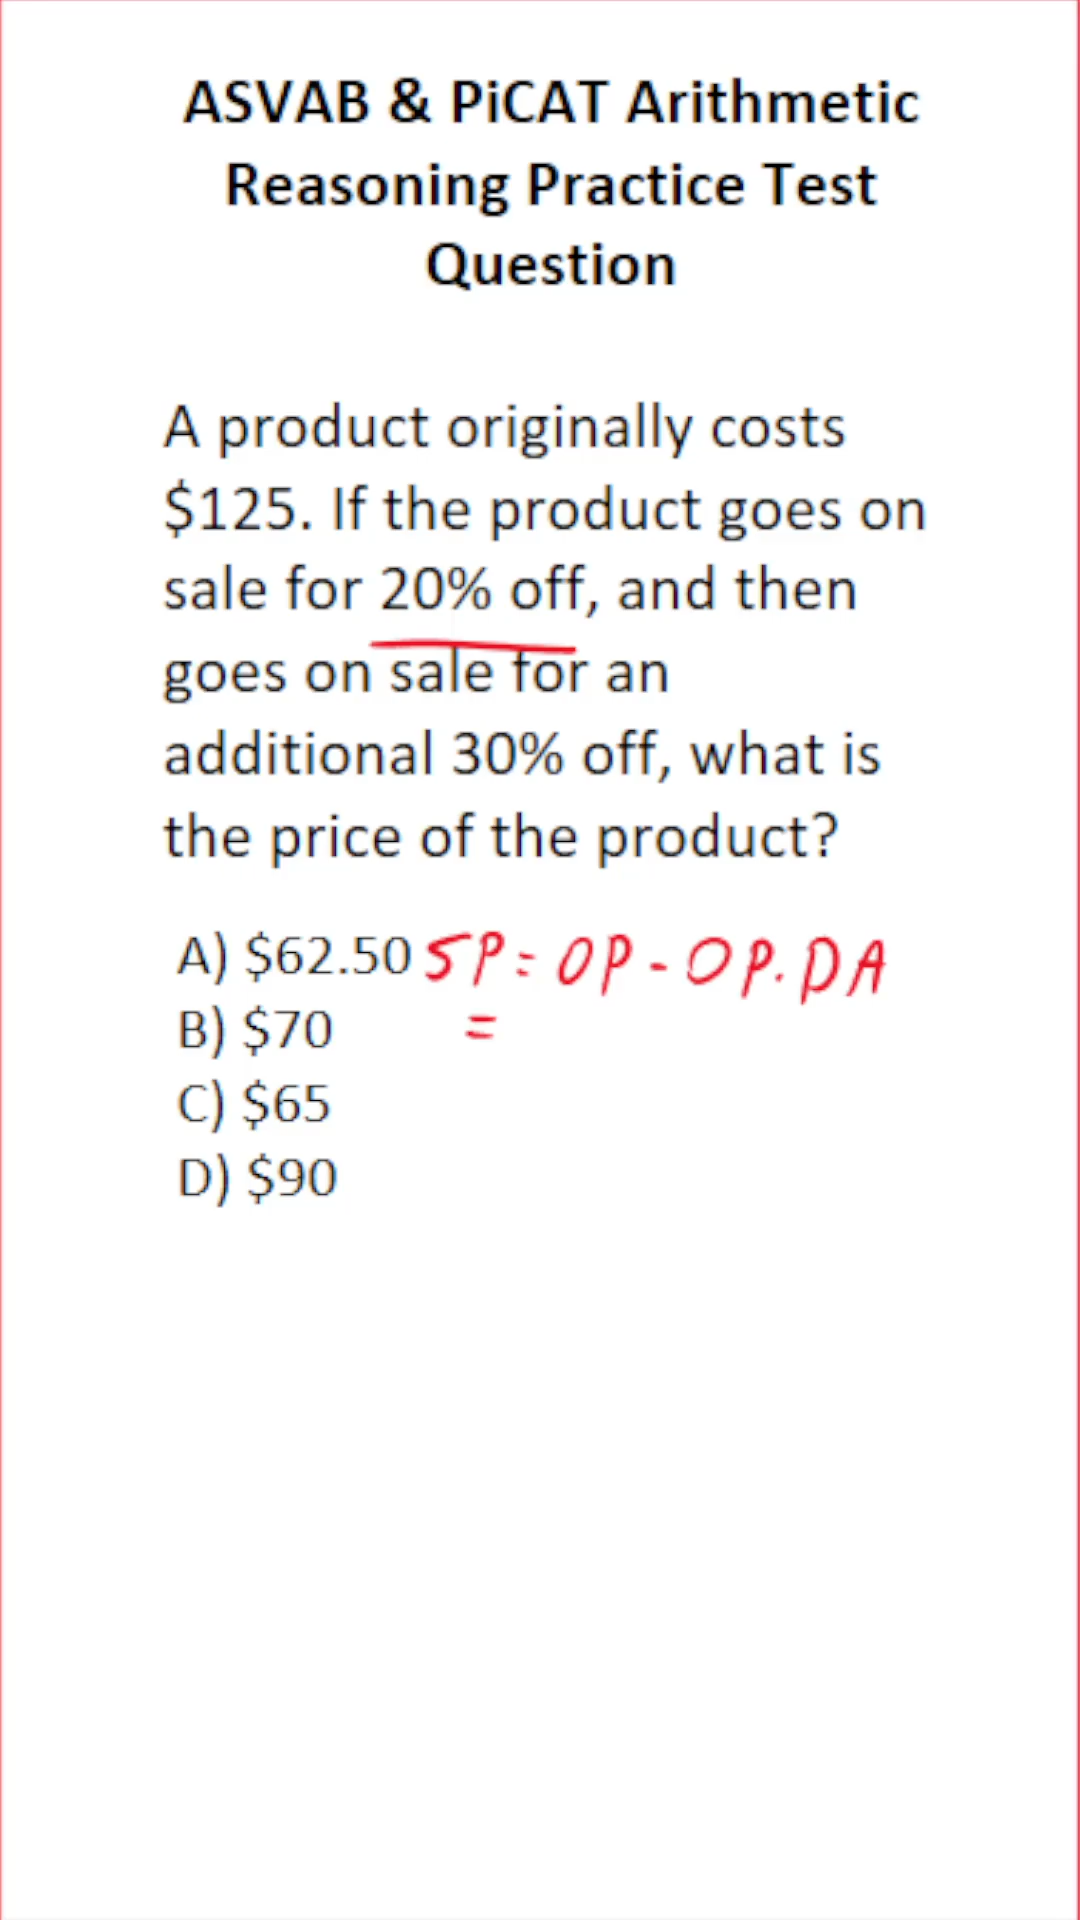 ASVAB & PiCAT Arithmetic
Reasoning Practice Test
Question
A product originally costs
$125. If the product goes on
sale for 20% off, and then
goes on sale for an
additional 30% off, what is
the price of the product?
A) $62.50 SP = OP - OP. DA
B) $70 =
C) $65
D) $90